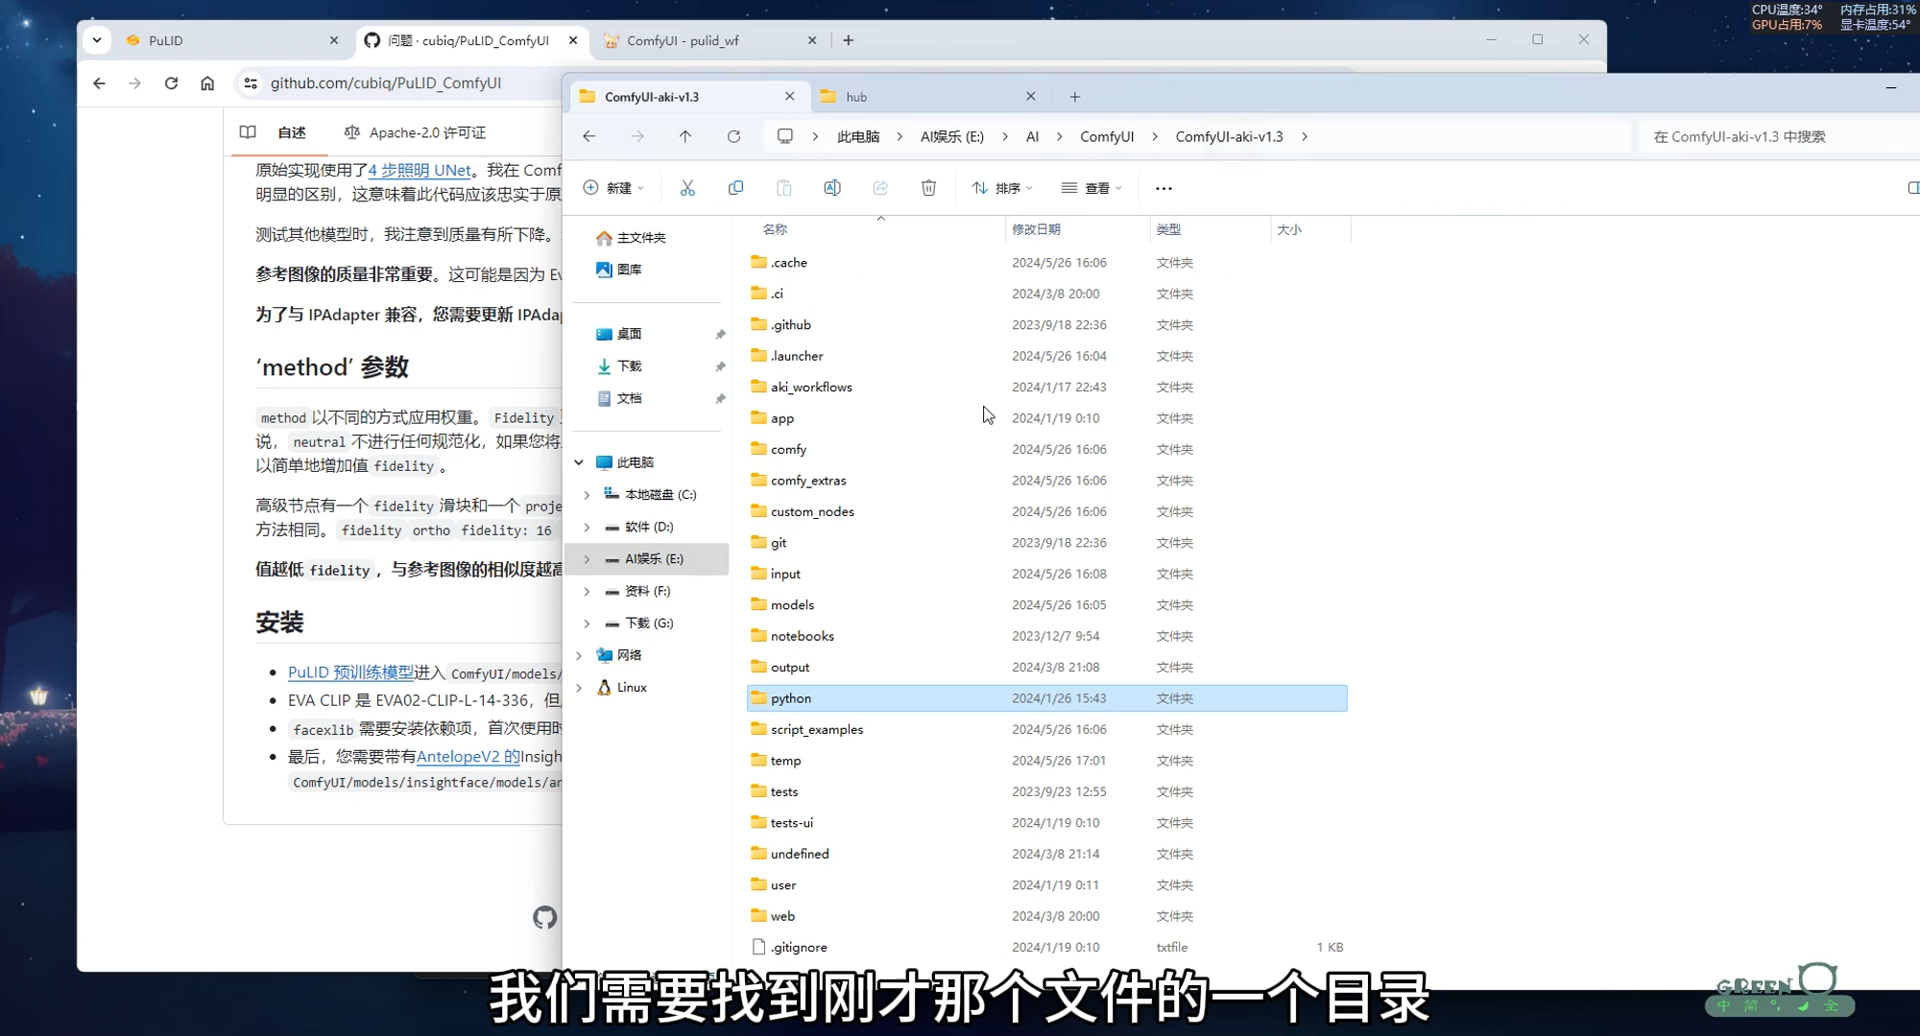 CPU温度:34° 内存占用:31%
GPU占用:7% 显卡温度:54°
PuLID
问题 · cubiq/PuLID_ComfyUI
ComfyUI - pulid_wf
github.com/cubiq/PuLID_ComfyUI
自述
Apache-2.0 许可证
原始实现使用了4 步照明 UNet。我在 Comf
明显的区别，这意味着此代码应该忠实于原
测试其他模型时，我注意到质量有所下降。
参考图像的质量非常重要。这可能是因为 Ev
为了与 IPAdapter 兼容，您需要更新 IPAdap
‘method’ 参数
method 以不同的方式应用权重。 Fidelity
说， neutral 不进行任何规范化，如果您将
以简单地增加值 fidelity 。
高级节点有一个 fidelity 滑块和一个 proje
方法相同。 fidelity ortho fidelity: 16
值越低 fidelity ，与参考图像的相似度越高
安装
PuLID 预训练模型进入 ComfyUI/models/
EVA CLIP 是 EVA02-CLIP-L-14-336，但
facexlib 需要安装依赖项，首次使用时
最后，您需要带有AntelopeV2 的Insigh
ComfyUI/models/insightface/models/an
ComfyUI-aki-v1.3
hub
此电脑 AI娱乐 (E:) AI ComfyUI ComfyUI-aki-v1.3
在 ComfyUI-aki-v1.3 中搜索
新建
排序
查看
主文件夹
图库
桌面
下载
文档
此电脑
本地磁盘 (C:)
软件 (D:)
AI娱乐 (E:)
资料 (F:)
下载 (G:)
网络
Linux
名称 修改日期 类型 大小
.cache 2024/5/26 16:06 文件夹
.ci 2024/3/8 20:00 文件夹
.github 2023/9/18 22:36 文件夹
.launcher 2024/5/26 16:04 文件夹
aki_workflows 2024/1/17 22:43 文件夹
app 2024/1/19 0:10 文件夹
comfy 2024/5/26 16:06 文件夹
comfy_extras 2024/5/26 16:06 文件夹
custom_nodes 2024/5/26 16:06 文件夹
git 2023/9/18 22:36 文件夹
input 2024/5/26 16:08 文件夹
models 2024/5/26 16:05 文件夹
notebooks 2023/12/7 9:54 文件夹
output 2024/3/8 21:08 文件夹
python 2024/1/26 15:43 文件夹
script_examples 2024/5/26 16:06 文件夹
temp 2024/5/26 17:01 文件夹
tests 2023/9/23 12:55 文件夹
tests-ui 2024/1/19 0:10 文件夹
undefined 2024/3/8 21:14 文件夹
user 2024/1/19 0:11 文件夹
web 2024/3/8 20:00 文件夹
.gitignore 2024/1/19 0:10 txtfile 1 KB
我们需要找到刚才那个文件的一个目录
GREEN
中 简 全